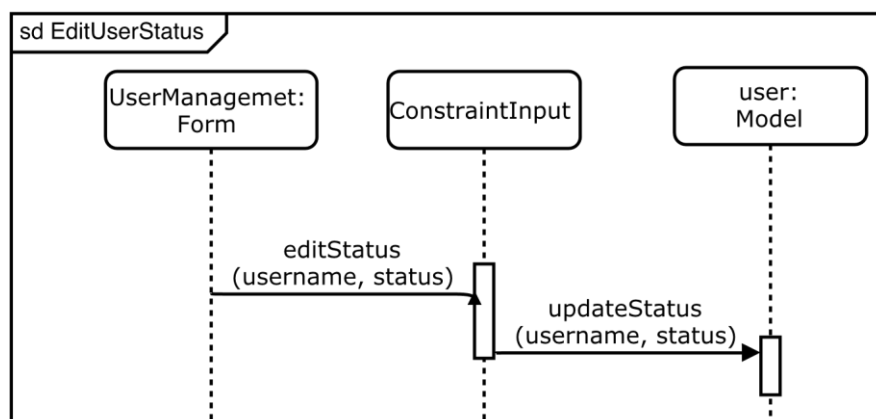 sd EditUserStatus
UserManagemet:
Form
ConstraintInput
user:
Model
editStatus
(username, status)
updateStatus
(username, status)